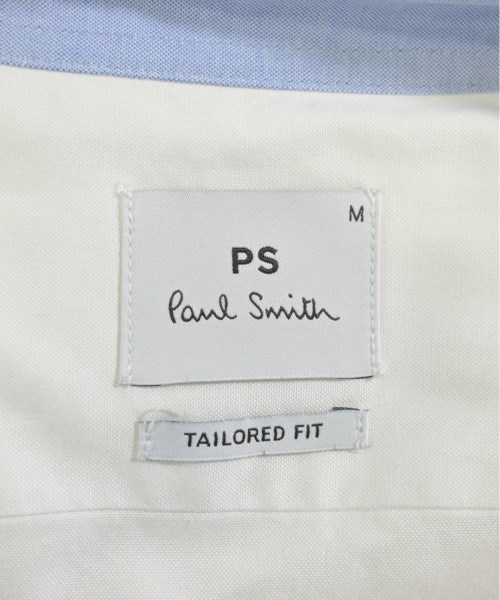 M
PS
Paul Smith
TAILORED FIT